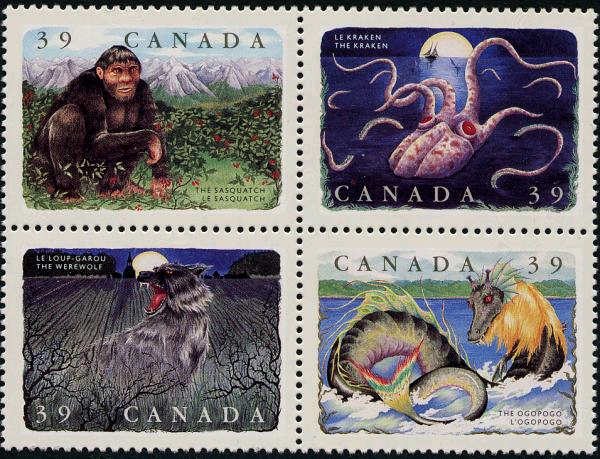 39 CANADA
THE SASQUATCH
LE SASQUATCH
LE KRAKEN
THE KRAKEN
CANADA 39
LE LOUP-GAROU
THE WEREWOLF
39 CANADA
CANADA 39
THE OGOPOGO
L'OGOPOGO